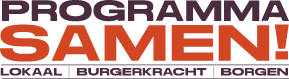 PROGRAMMA
SAMEN!
LOKAAL | BURGERKRACHT | BORGEN